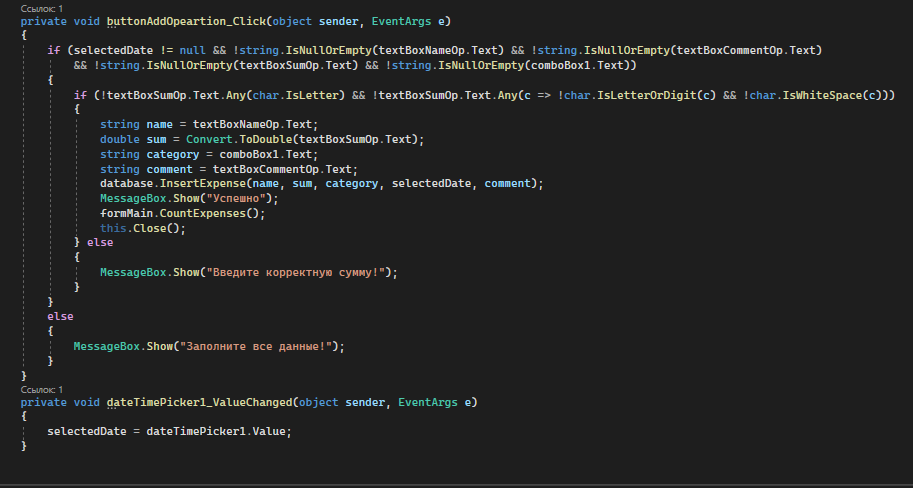 Ссылок: 1
private void buttonAddOpeartion_Click(object sender, EventArgs e)
{
if (selectedDate != null && !string.IsNullOrEmpty(textBoxNameOp.Text) && !string.IsNullOrEmpty(textBoxCommentOp.Text)
&& !string.IsNullOrEmpty(textBoxSumOp.Text) && !string.IsNullOrEmpty(comboBox1.Text))
{
if (!textBoxSumOp.Text.Any(char.IsLetter) && !textBoxSumOp.Text.Any(c => !char.IsLetterOrDigit(c) && !char.IsWhiteSpace(c)))
{
string name = textBoxNameOp.Text;
double sum = Convert.ToDouble(textBoxSumOp.Text);
string category = comboBox1.Text;
string comment = textBoxCommentOp.Text;
database.InsertExpense(name, sum, category, selectedDate, comment);
MessageBox.Show("Успешно");
formMain.CountExpenses();
this.Close();
} else
{
MessageBox.Show("Введите корректную сумму!");
}
}
else
{
MessageBox.Show("Заполните все данные!");
}
}
Ссылок: 1
private void dateTimePicker1_ValueChanged(object sender, EventArgs e)
{
selectedDate = dateTimePicker1.Value;
}